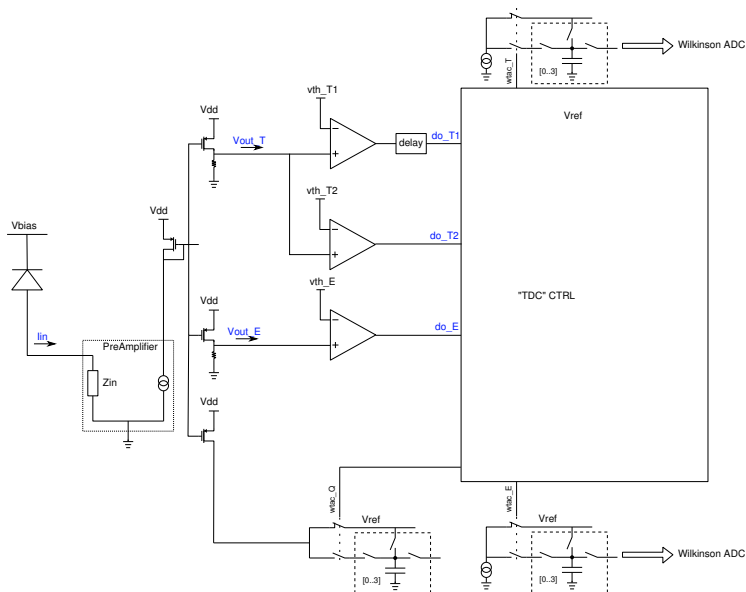 wtac_T
[0..3]
Wilkinson ADC
Vref
Vdd
Vout_T
vth_T1
delay
do_T1
vth_T2
do_T2
Vbias
Vdd
"TDC" CTRL
Vdd
Vout_E
vth_E
do_E
Iin
PreAmplifier
Zin
Vdd
wtac_Q
Vref
[0..3]
wtac_E
Vref
[0..3]
Wilkinson ADC